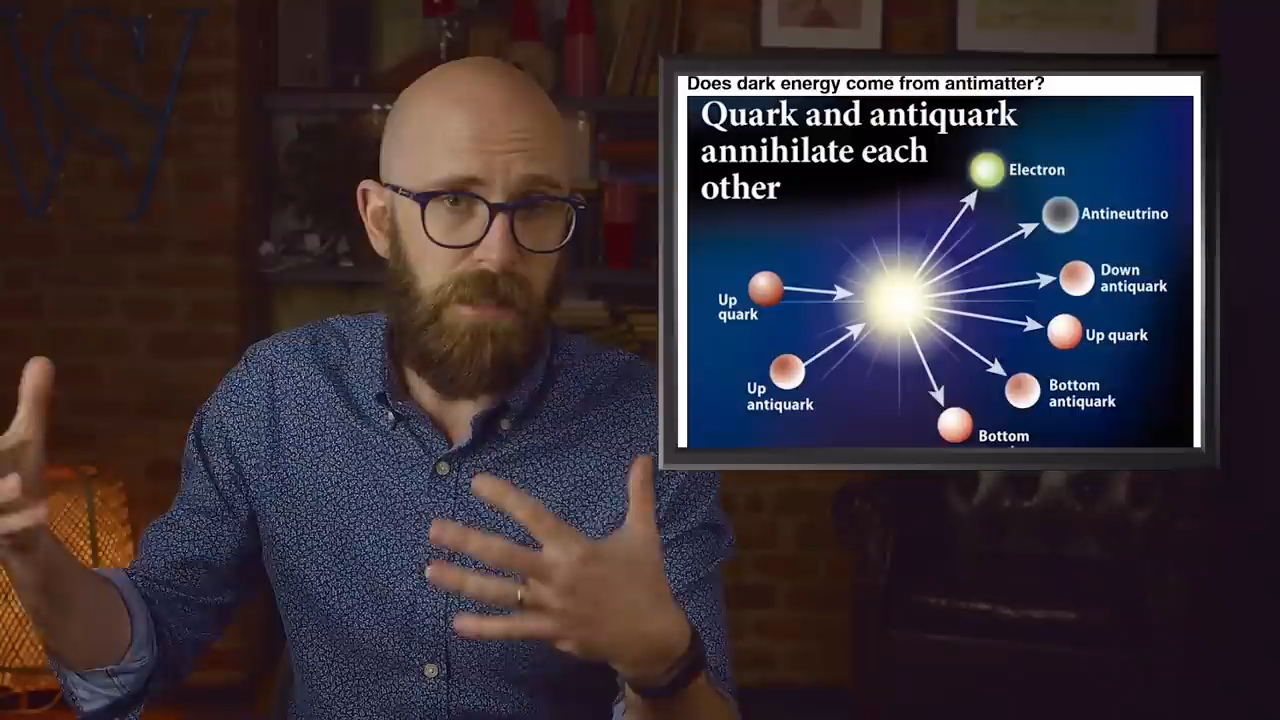 WS
Does dark energy come from antimatter?
Quark and antiquark
annihilate each
other
Electron
Antineutrino
Down
antiquark
Up quark
Bottom
antiquark
Bottom
Up
quark
Up
antiquark